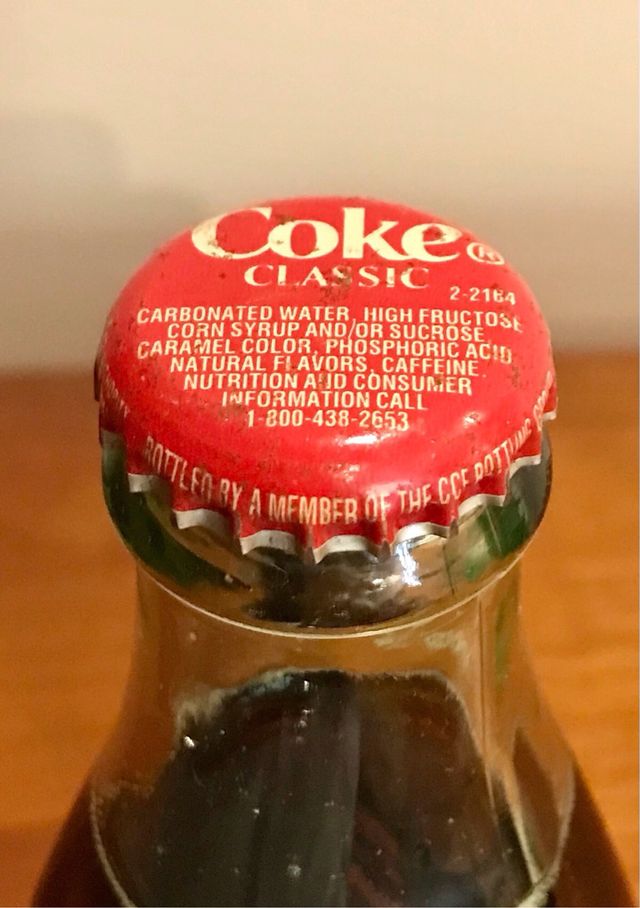 Coke®
CLASSIC
2-2164
CARBONATED WATER, HIGH FRUCTOSE
CORN SYRUP AND/OR SUCROSE,
CARAMEL COLOR, PHOSPHORIC ACID,
NATURAL FLAVORS, CAFFEINE
NUTRITION AND CONSUMER
INFORMATION CALL
1-800-438-2653
BOTTLED BY A MEMBER OF THE CCE BOTTLING